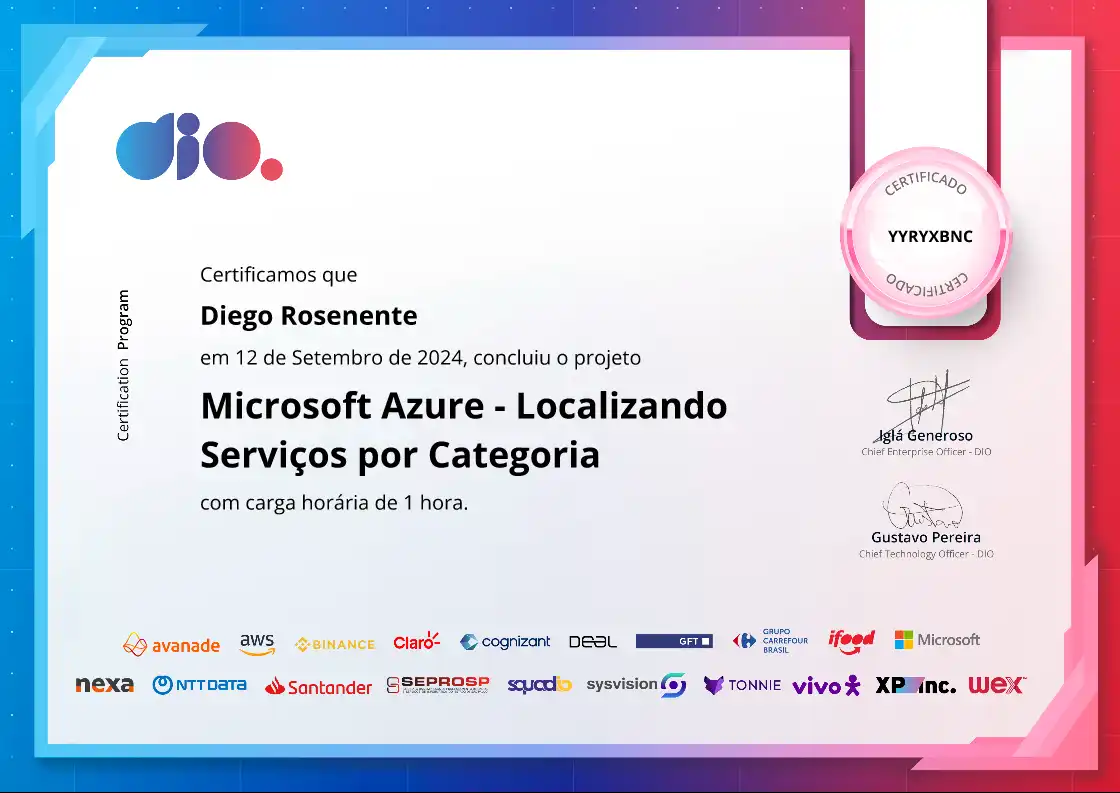 dio.
CERTIFICADO
YYRYXBNC
CERTIFICADO
Certification Program
Certificamos que
Diego Rosenente
em 12 de Setembro de 2024, concluiu o projeto
Microsoft Azure - Localizando
Serviços por Categoria
com carga horária de 1 hora.
Iglá Generoso
Chief Enterprise Officer - DIO
Gustavo Pereira
Chief Technology Officer - DIO
avanade aws BINANCE Claro cognizant DEAL GFT GRUPO CARREFOUR BRASIL ifood Microsoft
nexa NTT DATA Santander SEPROSP squadio sysvision TONNIE vivo XP inc. wex